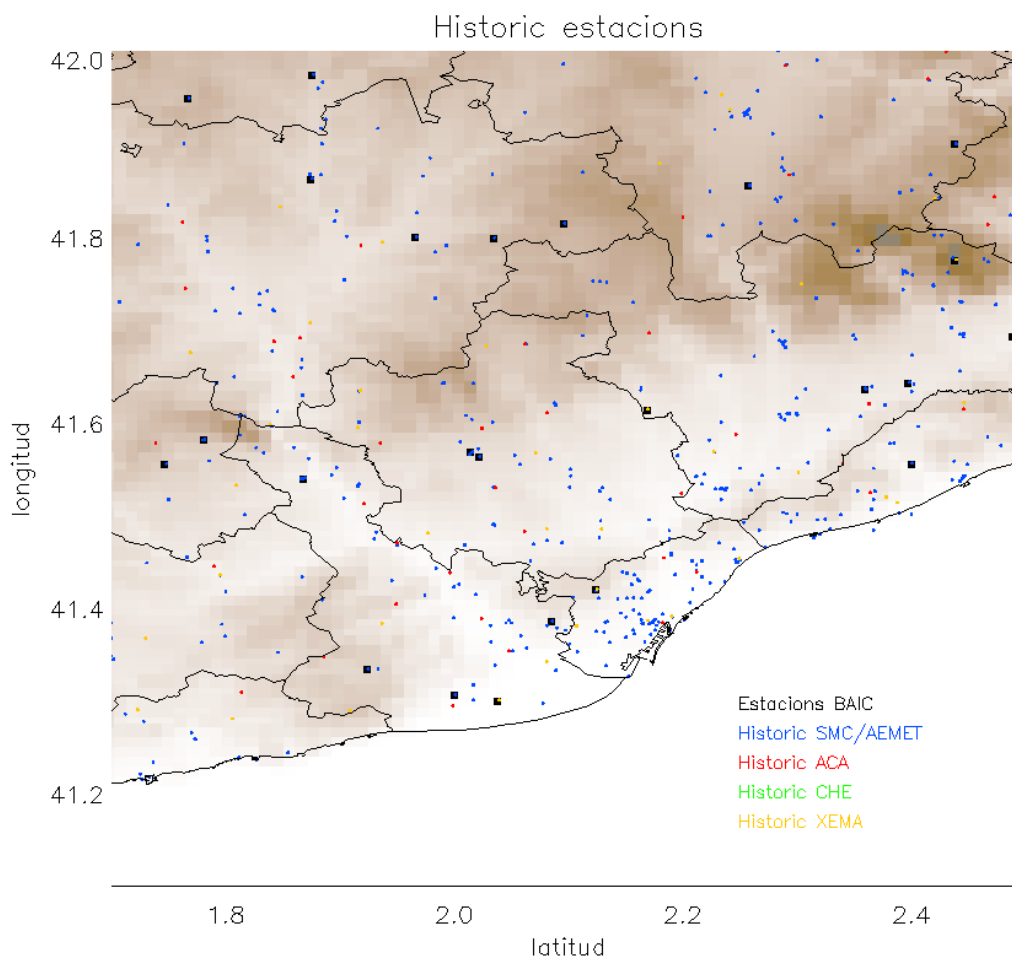 Historic estacions
42.0
41.8
41.6
41.4
41.2
longitud
Estacions BAIC
Historic SMC/AEMET
Historic ACA
Historic CHE
Historic XEMA
1.8 2.0 2.2 2.4
latitud